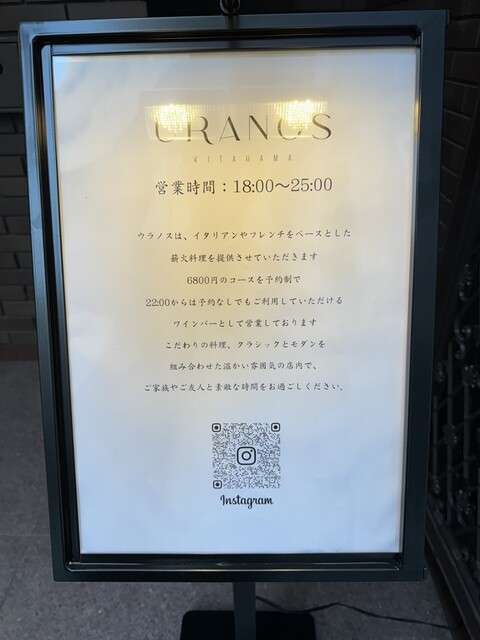 URANOS
KITAHAMA
営業時間：18:00〜25:00
ウラノスは、イタリアンやフレンチをベースとした
薪火料理を提供させていただきます
6800円のコースを予約制で
22:00からは予約なしでもご利用していただける
ワインバーとして営業しております
こだわりの料理、クラシックとモダンを
組み合わせた温かい雰囲気の店内で、
ご家族やご友人と素敵な時間をお過ごしください。
Instagram